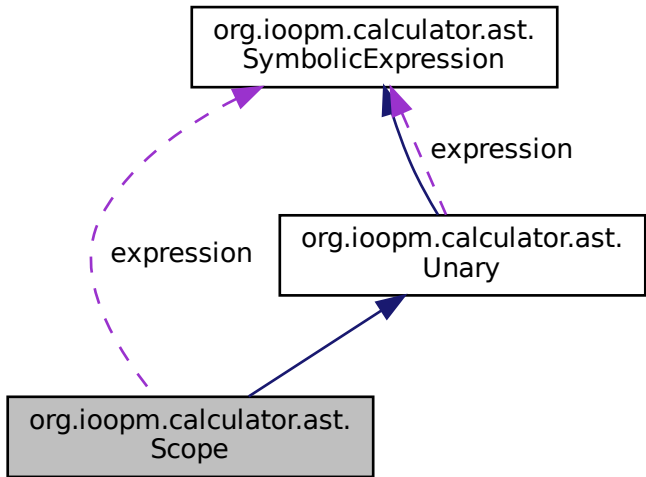 org.ioopm.calculator.ast.
SymbolicExpression
expression
org.ioopm.calculator.ast.
Unary
expression
org.ioopm.calculator.ast.
Scope